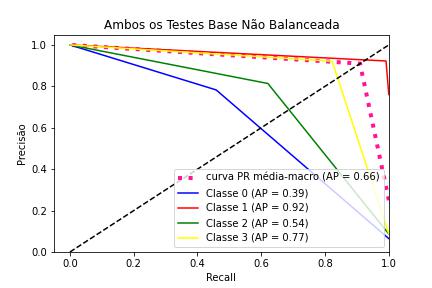 Ambos os Testes Base Não Balanceada
1.0
0.8
0.6
0.4
0.2
0.0
Precisão
curva PR média-macro (AP = 0.66)
Classe 0 (AP = 0.39)
Classe 1 (AP = 0.92)
Classe 2 (AP = 0.54)
Classe 3 (AP = 0.77)
0.0 0.2 0.4 0.6 0.8 1.0
Recall